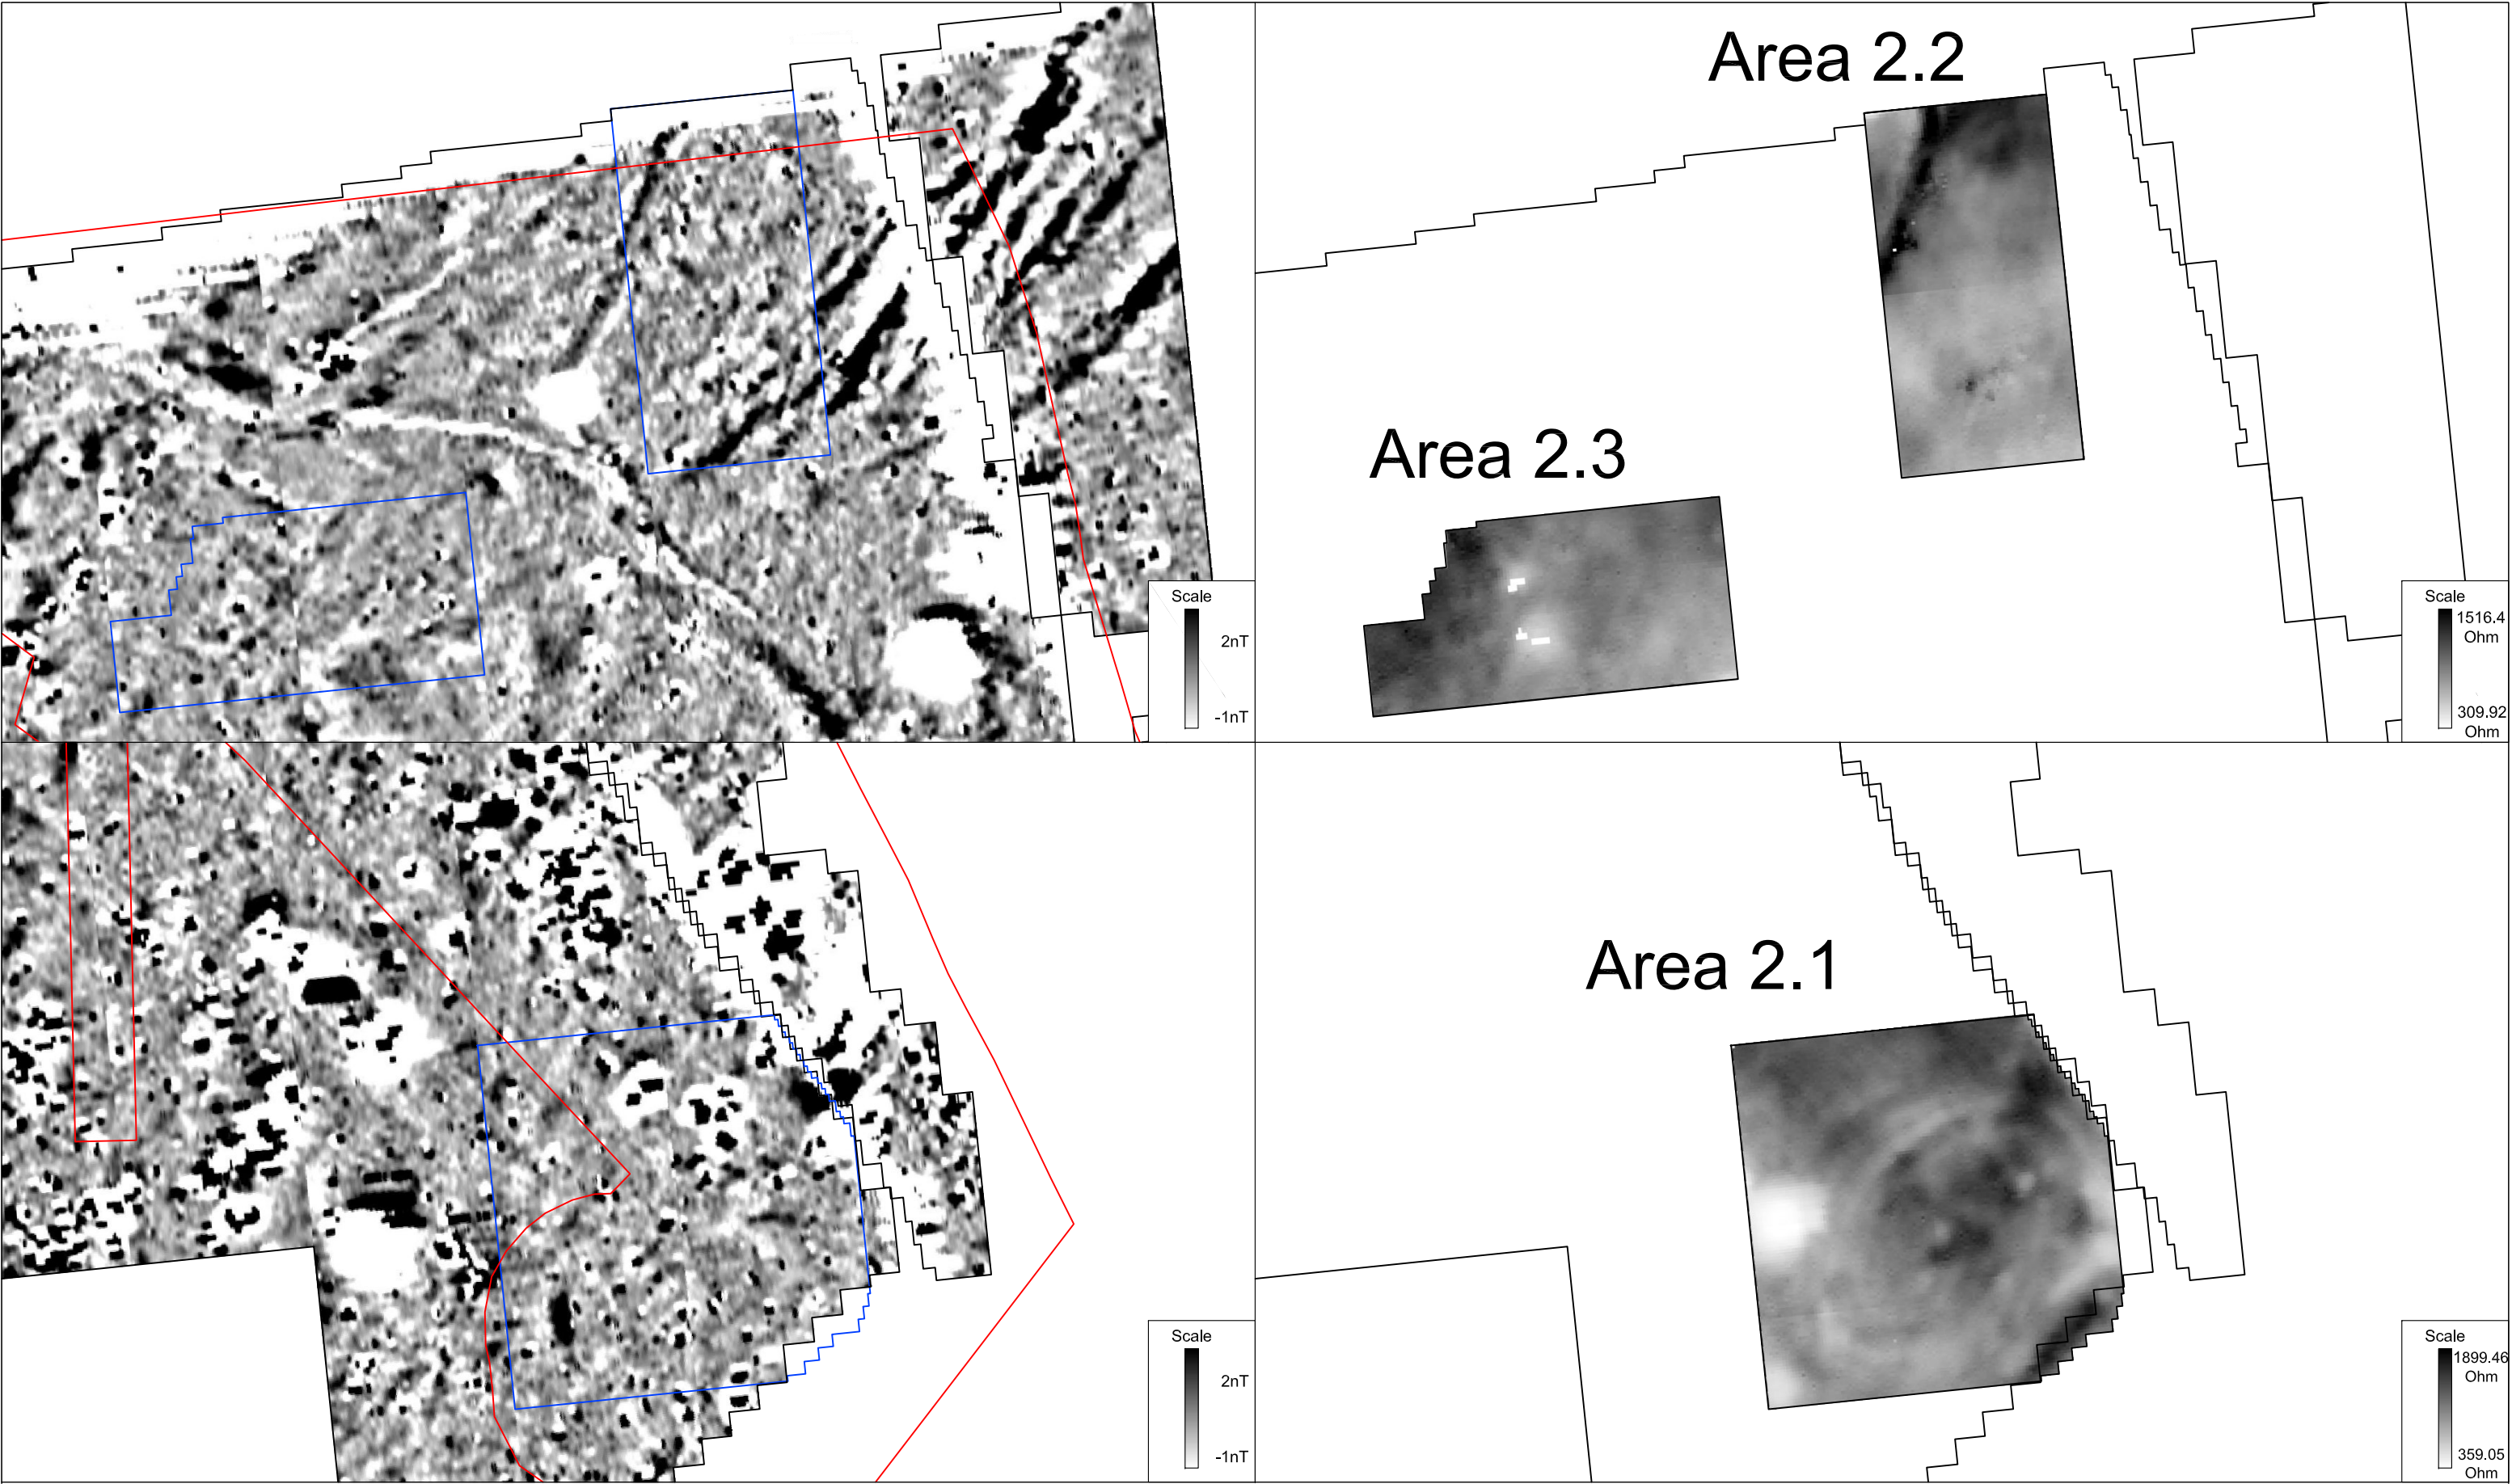 Area 2.2
Area 2.3
Scale
2nT
-1nT
Scale
1516.4
Ohm
309.92
Ohm
Area 2.1
Scale
2nT
-1nT
Scale
1899.46
Ohm
359.05
Ohm